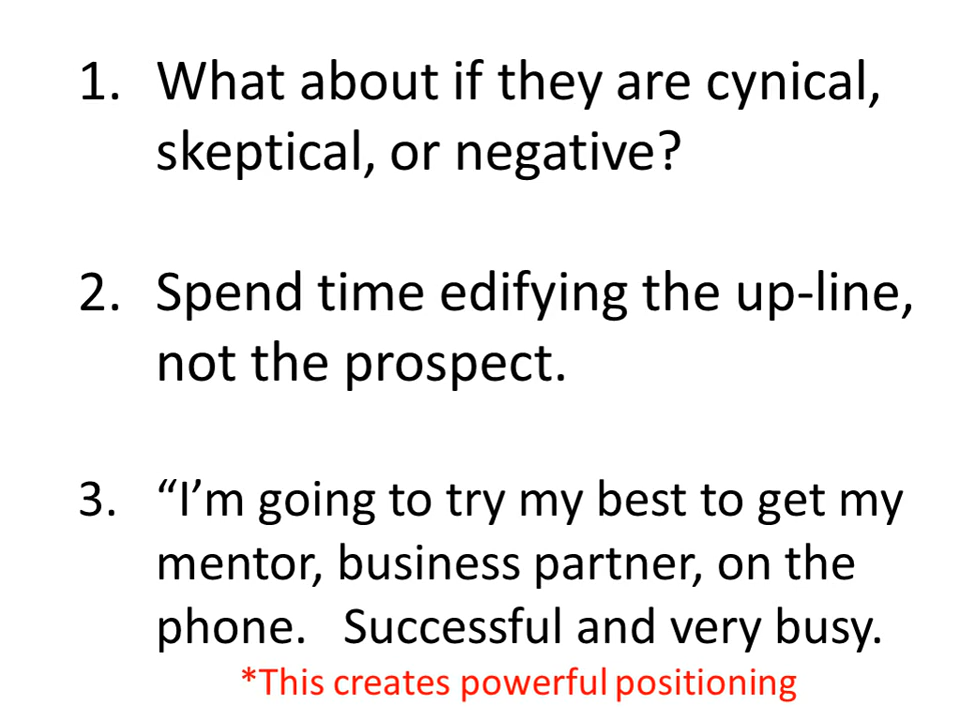 1. What about if they are cynical,
skeptical, or negative?
2. Spend time edifying the up-line,
not the prospect.
3. “I’m going to try my best to get my
mentor, business partner, on the
phone.   Successful and very busy.
*This creates powerful positioning